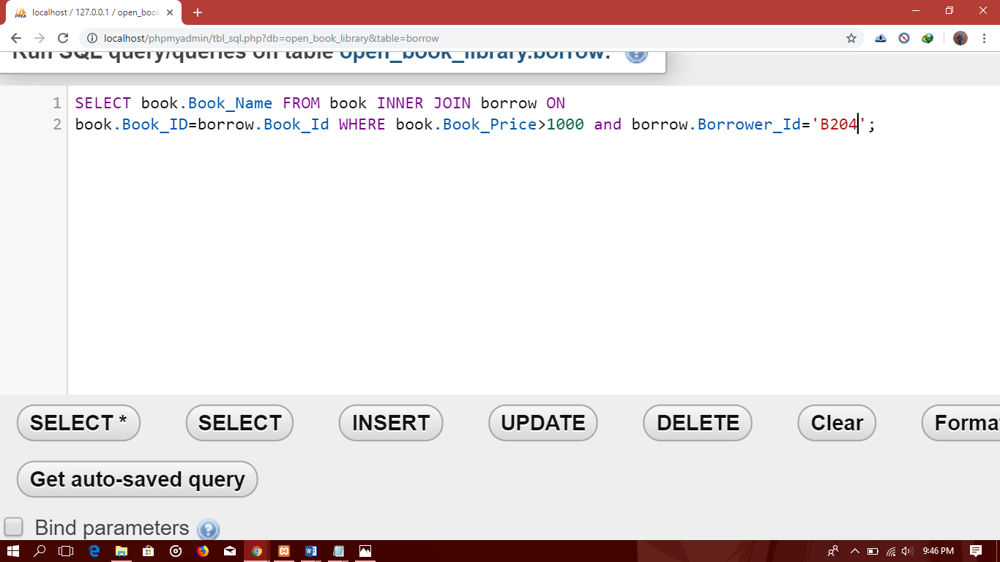 localhost / 127.0.0.1 / open_book
localhost/phpmyadmin/tbl_sql.php?db=open_book_library&table=borrow
Run SQL query/queries on table open_book_library.borrow:
1 SELECT book.Book_Name FROM book INNER JOIN borrow ON
2 book.Book_ID=borrow.Book_Id WHERE book.Book_Price>1000 and borrow.Borrower_Id='B204';
SELECT * SELECT INSERT UPDATE DELETE Clear Format
Get auto-saved query
Bind parameters
9:46 PM